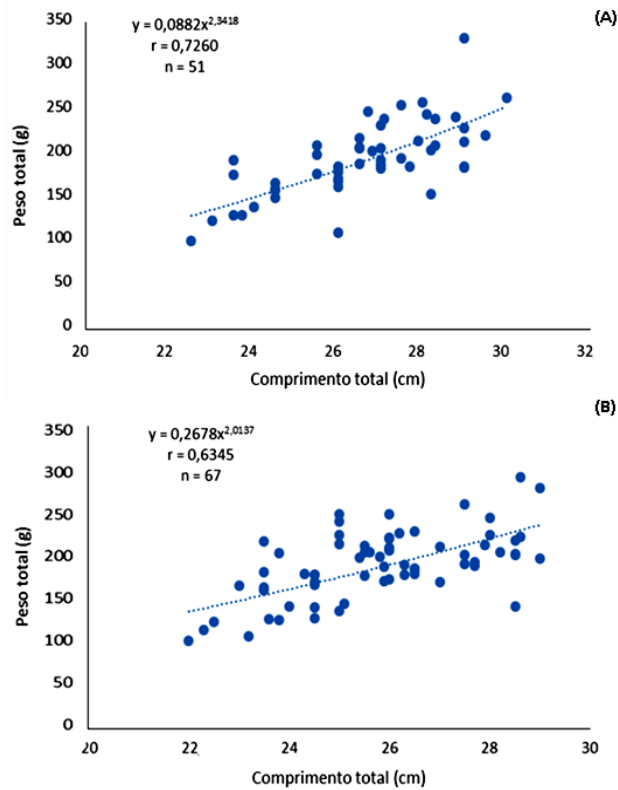 (A)
y = 0,0882x^2,3418
r = 0,7260
n = 51
Peso total (g)
350
300
250
200
150
100
50
0
20 22 24 26 28 30 32
Comprimento total (cm)
(B)
y = 0,2678x^2,0137
r = 0,6345
n = 67
Peso total (g)
350
300
250
200
150
100
50
0
20 22 24 26 28 30
Comprimento total (cm)